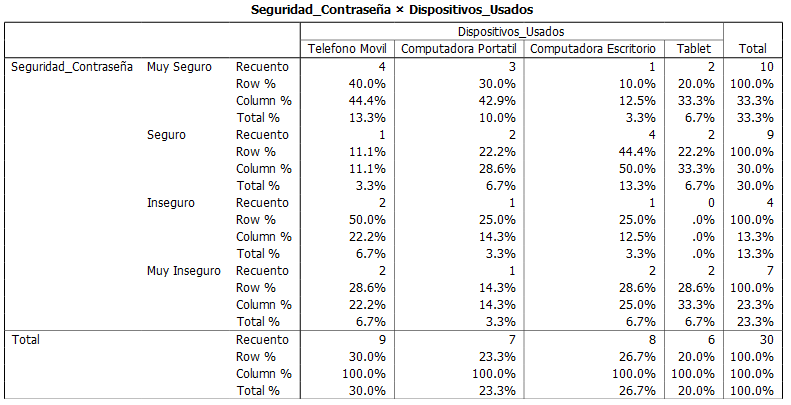 Seguridad_Contraseña × Dispositivos_Usados
Dispositivos_Usados
Telefono Movil Computadora Portatil Computadora Escritorio Tablet Total
Seguridad_Contraseña Muy Seguro Recuento 4 3 1 2 10
Row % 40.0% 30.0% 10.0% 20.0% 100.0%
Column % 44.4% 42.9% 12.5% 33.3% 33.3%
Total % 13.3% 10.0% 3.3% 6.7% 33.3%
Seguro Recuento 1 2 4 2 9
Row % 11.1% 22.2% 44.4% 22.2% 100.0%
Column % 11.1% 28.6% 50.0% 33.3% 30.0%
Total % 3.3% 6.7% 13.3% 6.7% 30.0%
Inseguro Recuento 2 1 1 0 4
Row % 50.0% 25.0% 25.0% .0% 100.0%
Column % 22.2% 14.3% 12.5% .0% 13.3%
Total % 6.7% 3.3% 3.3% .0% 13.3%
Muy Inseguro Recuento 2 1 2 2 7
Row % 28.6% 14.3% 28.6% 28.6% 100.0%
Column % 22.2% 14.3% 25.0% 33.3% 23.3%
Total % 6.7% 3.3% 6.7% 6.7% 23.3%
Total Recuento 9 7 8 6 30
Row % 30.0% 23.3% 26.7% 20.0% 100.0%
Column % 100.0% 100.0% 100.0% 100.0% 100.0%
Total % 30.0% 23.3% 26.7% 20.0% 100.0%